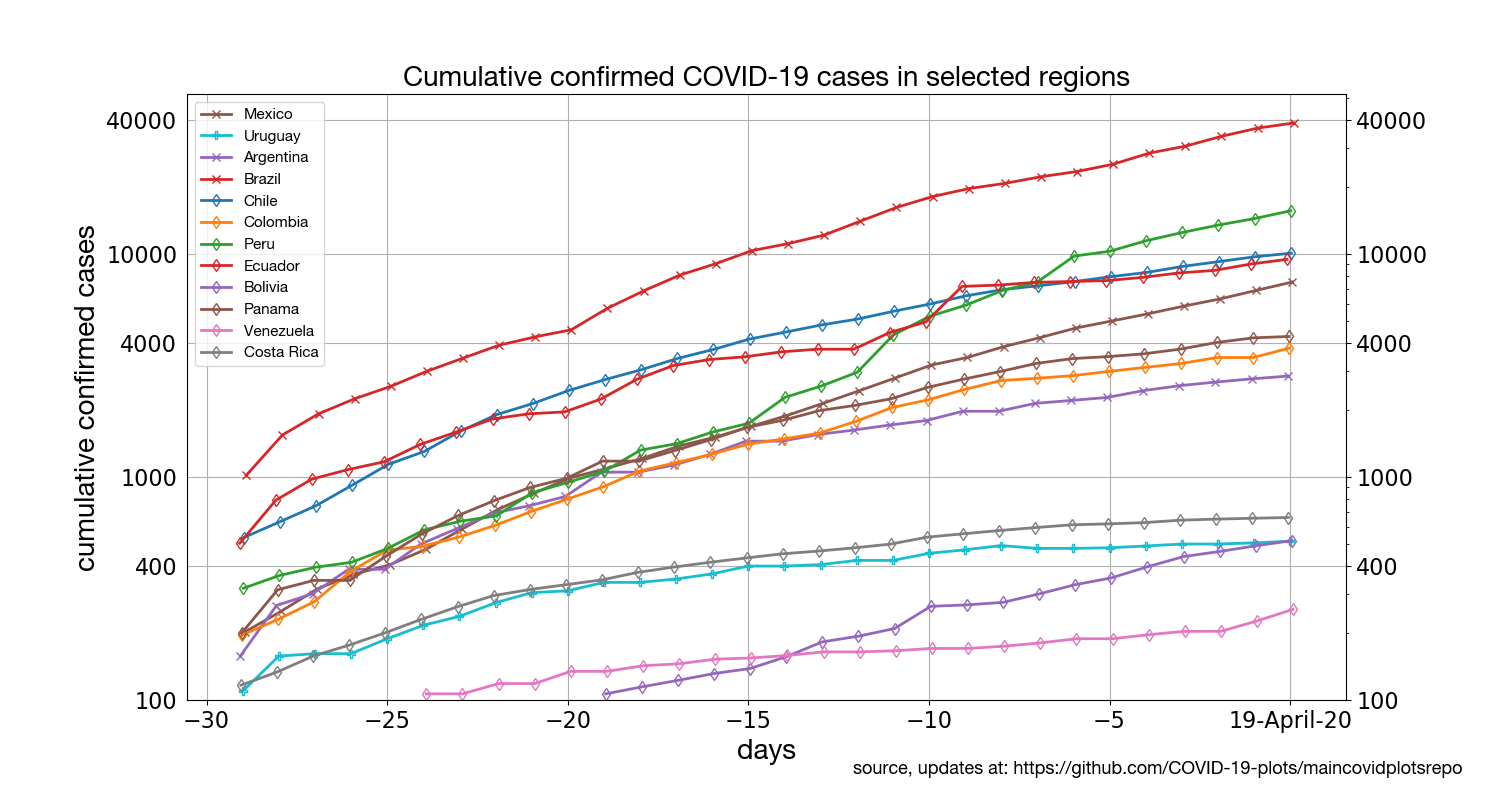 Cumulative confirmed COVID-19 cases in selected regions
40000
10000
4000
1000
400
100
cumulative confirmed cases
Mexico
Uruguay
Argentina
Brazil
Chile
Colombia
Peru
Ecuador
Bolivia
Panama
Venezuela
Costa Rica
40000
10000
4000
1000
400
100
−30 −25 −20 −15 −10 −5 19-April-20
days
source, updates at: https://github.com/COVID-19-plots/maincovidplotsrepo